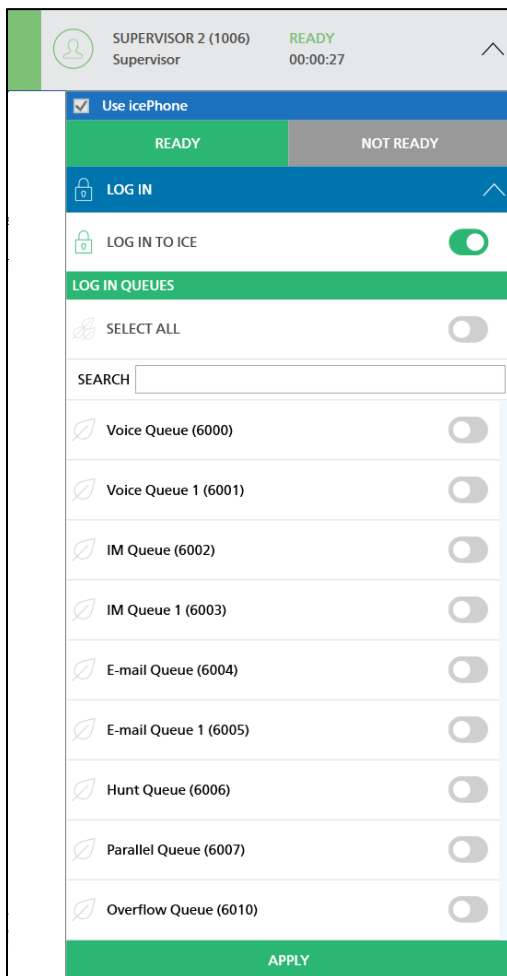 SUPERVISOR 2 (1006) READY
Supervisor 00:00:27
Use icePhone
READY NOT READY
LOG IN
LOG IN TO ICE
LOG IN QUEUES
SELECT ALL
SEARCH
Voice Queue (6000)
Voice Queue 1 (6001)
IM Queue (6002)
IM Queue 1 (6003)
E-mail Queue (6004)
E-mail Queue 1 (6005)
Hunt Queue (6006)
Parallel Queue (6007)
Overflow Queue (6010)
APPLY